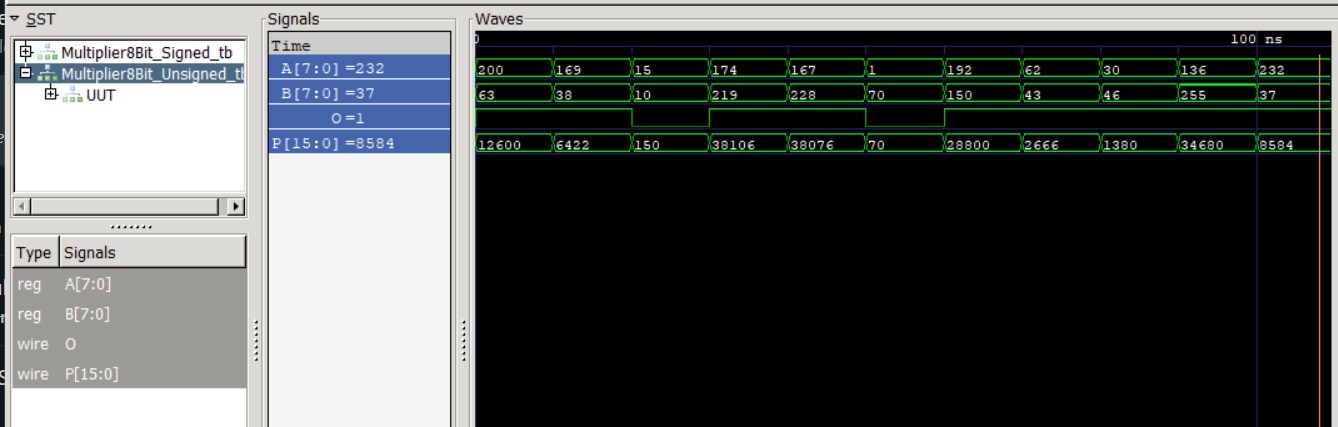 SST
Signals
Waves
Multiplier8Bit_Signed_tb
Multiplier8Bit_Unsigned_tb
UUT
Type Signals
reg A[7:0]
reg B[7:0]
wire O
wire P[15:0]
Time
A[7:0] =232
B[7:0] =37
O =1
P[15:0] =8584
0 100 ns
200 169 15 174 167 1 192 62 30 136 232
63 38 10 219 228 70 150 43 46 255 37
12600 6422 150 38106 38076 70 28800 2666 1380 34680 8584